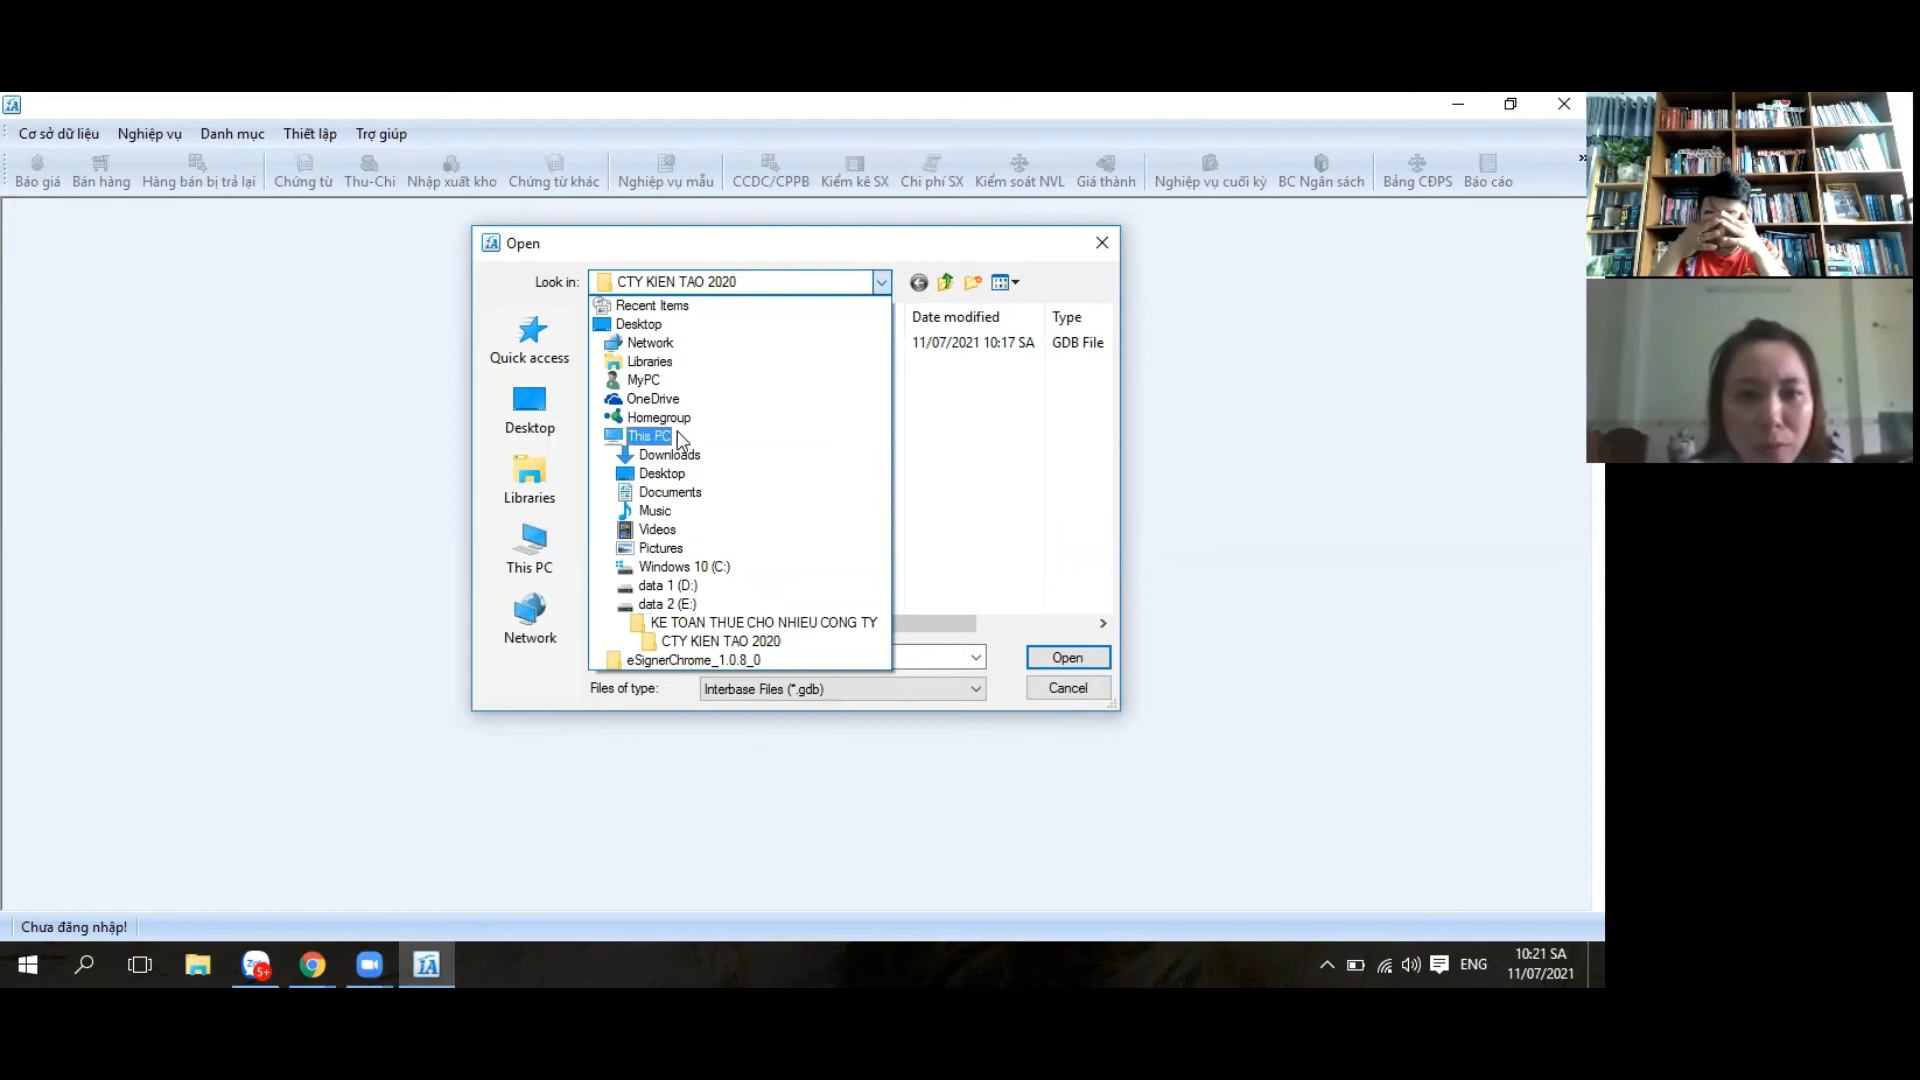 Cơ sở dữ liệu Nghiệp vụ Danh mục Thiết lập Trợ giúp
Báo giá Bán hàng Hàng bán bị trả lại Chứng từ Thu-Chi Nhập xuất kho Chứng từ khác Nghiệp vụ mẫu CCDC/CPPB Kiểm kê SX Chi phí SX Kiểm soát NVL Giá thành Nghiệp vụ cuối kỳ BC Ngân sách Bảng CĐPS Báo cáo
Open
Look in: CTY KIEN TAO 2020
Recent Items
Desktop
Network
Libraries
MyPC
OneDrive
Homegroup
This PC
Downloads
Desktop
Documents
Music
Videos
Pictures
Windows 10 (C:)
data 1 (D:)
data 2 (E:)
KE TOAN THUE CHO NHIEU CONG TY
CTY KIEN TAO 2020
eSignerChrome_1.0.8_0
Quick access
Desktop
Libraries
This PC
Network
Date modified Type
11/07/2021 10:17 SA GDB File
Open
Files of type: Interbase Files (*.gdb) Cancel
Chưa đăng nhập!
5+
iA
ENG
10:21 SA
11/07/2021